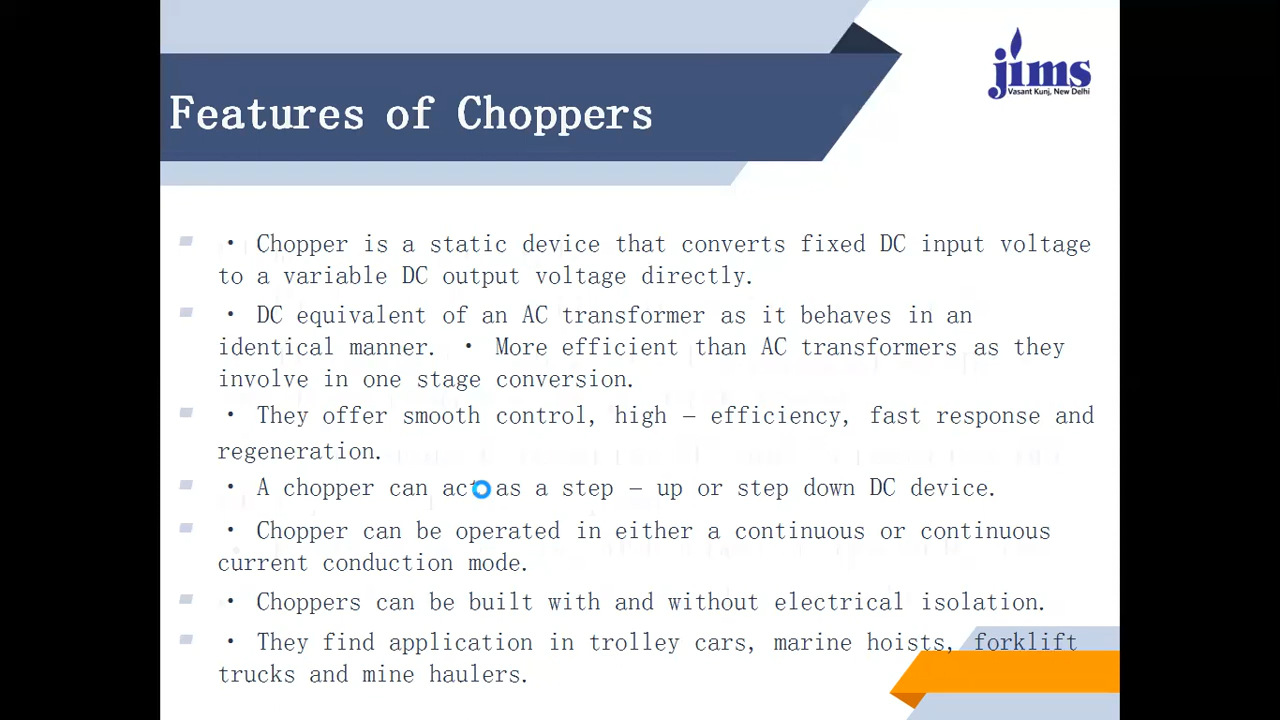 jims
Vasant Kunj, New Delhi
Features of Choppers
• Chopper is a static device that converts fixed DC input voltage
to a variable DC output voltage directly.
• DC equivalent of an AC transformer as it behaves in an
identical manner. • More efficient than AC transformers as they
involve in one stage conversion.
• They offer smooth control, high – efficiency, fast response and
regeneration.
• A chopper can act as a step – up or step down DC device.
• Chopper can be operated in either a continuous or continuous
current conduction mode.
• Choppers can be built with and without electrical isolation.
• They find application in trolley cars, marine hoists, forklift
trucks and mine haulers.